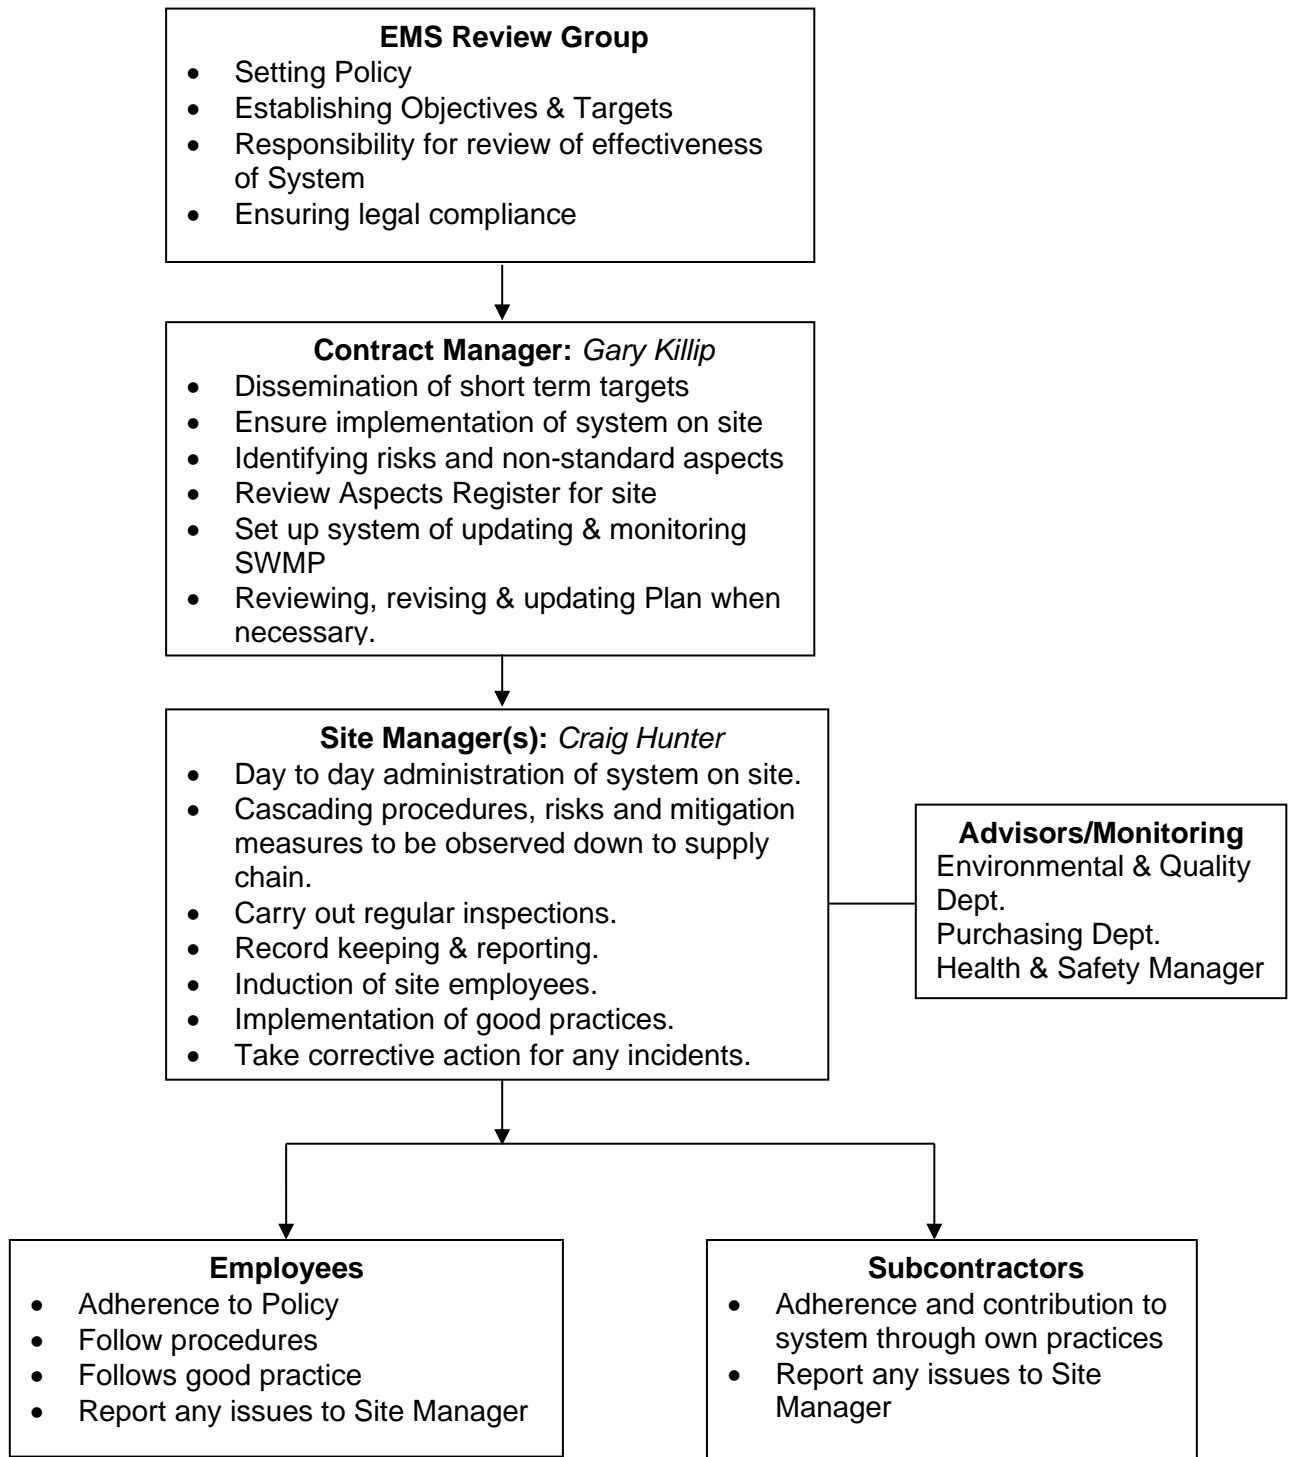 EMS Review Group
• Setting Policy
• Establishing Objectives & Targets
• Responsibility for review of effectiveness
of System
• Ensuring legal compliance
Contract Manager: Gary Killip
• Dissemination of short term targets
• Ensure implementation of system on site
• Identifying risks and non-standard aspects
• Review Aspects Register for site
• Set up system of updating & monitoring
SWMP
• Reviewing, revising & updating Plan when
necessary.
Site Manager(s): Craig Hunter
• Day to day administration of system on site.
• Cascading procedures, risks and mitigation
measures to be observed down to supply
chain.
• Carry out regular inspections.
• Record keeping & reporting.
• Induction of site employees.
• Implementation of good practices.
• Take corrective action for any incidents.
Advisors/Monitoring
Environmental & Quality
Dept.
Purchasing Dept.
Health & Safety Manager
Employees
• Adherence to Policy
• Follow procedures
• Follows good practice
• Report any issues to Site Manager
Subcontractors
• Adherence and contribution to
system through own practices
• Report any issues to Site
Manager